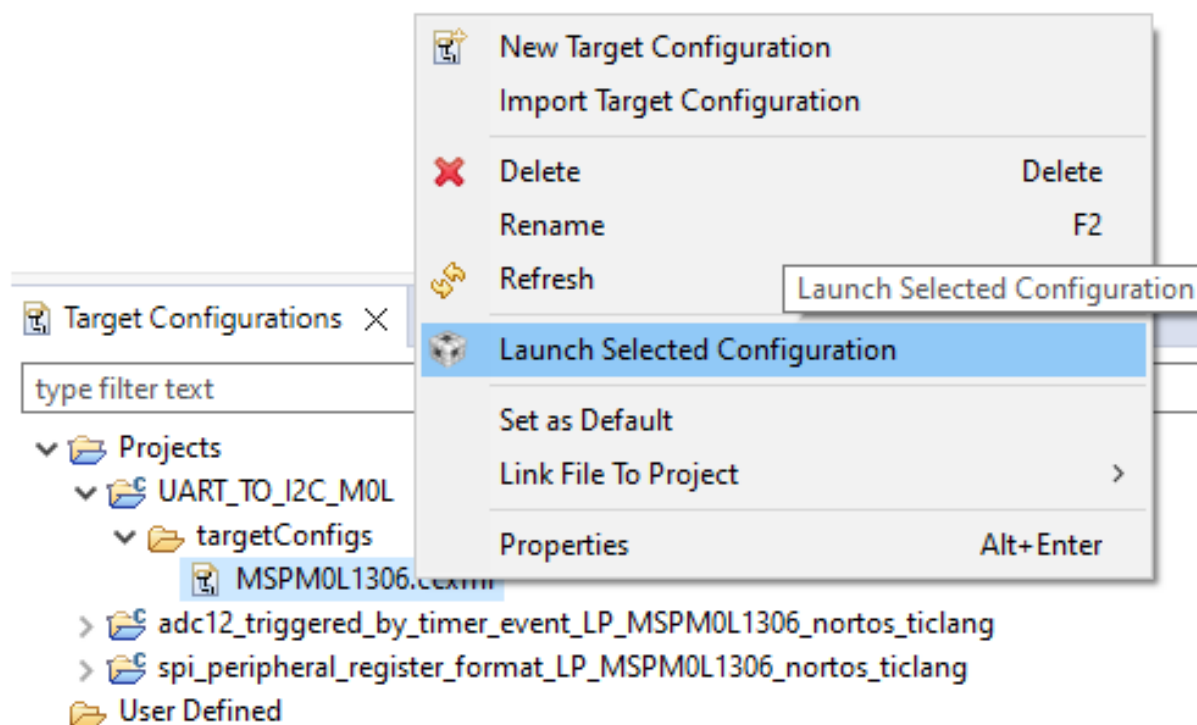 New Target Configuration
Import Target Configuration
Delete Delete
Rename F2
Refresh
Launch Selected Configuration
Launch Selected Configuration
Set as Default
Link File To Project
Properties Alt+Enter
Target Configurations
type filter text
Projects
UART_TO_I2C_M0L
targetConfigs
MSPM0L1306.ccxml
adc12_triggered_by_timer_event_LP_MSPM0L1306_nortos_ticlang
spi_peripheral_register_format_LP_MSPM0L1306_nortos_ticlang
User Defined